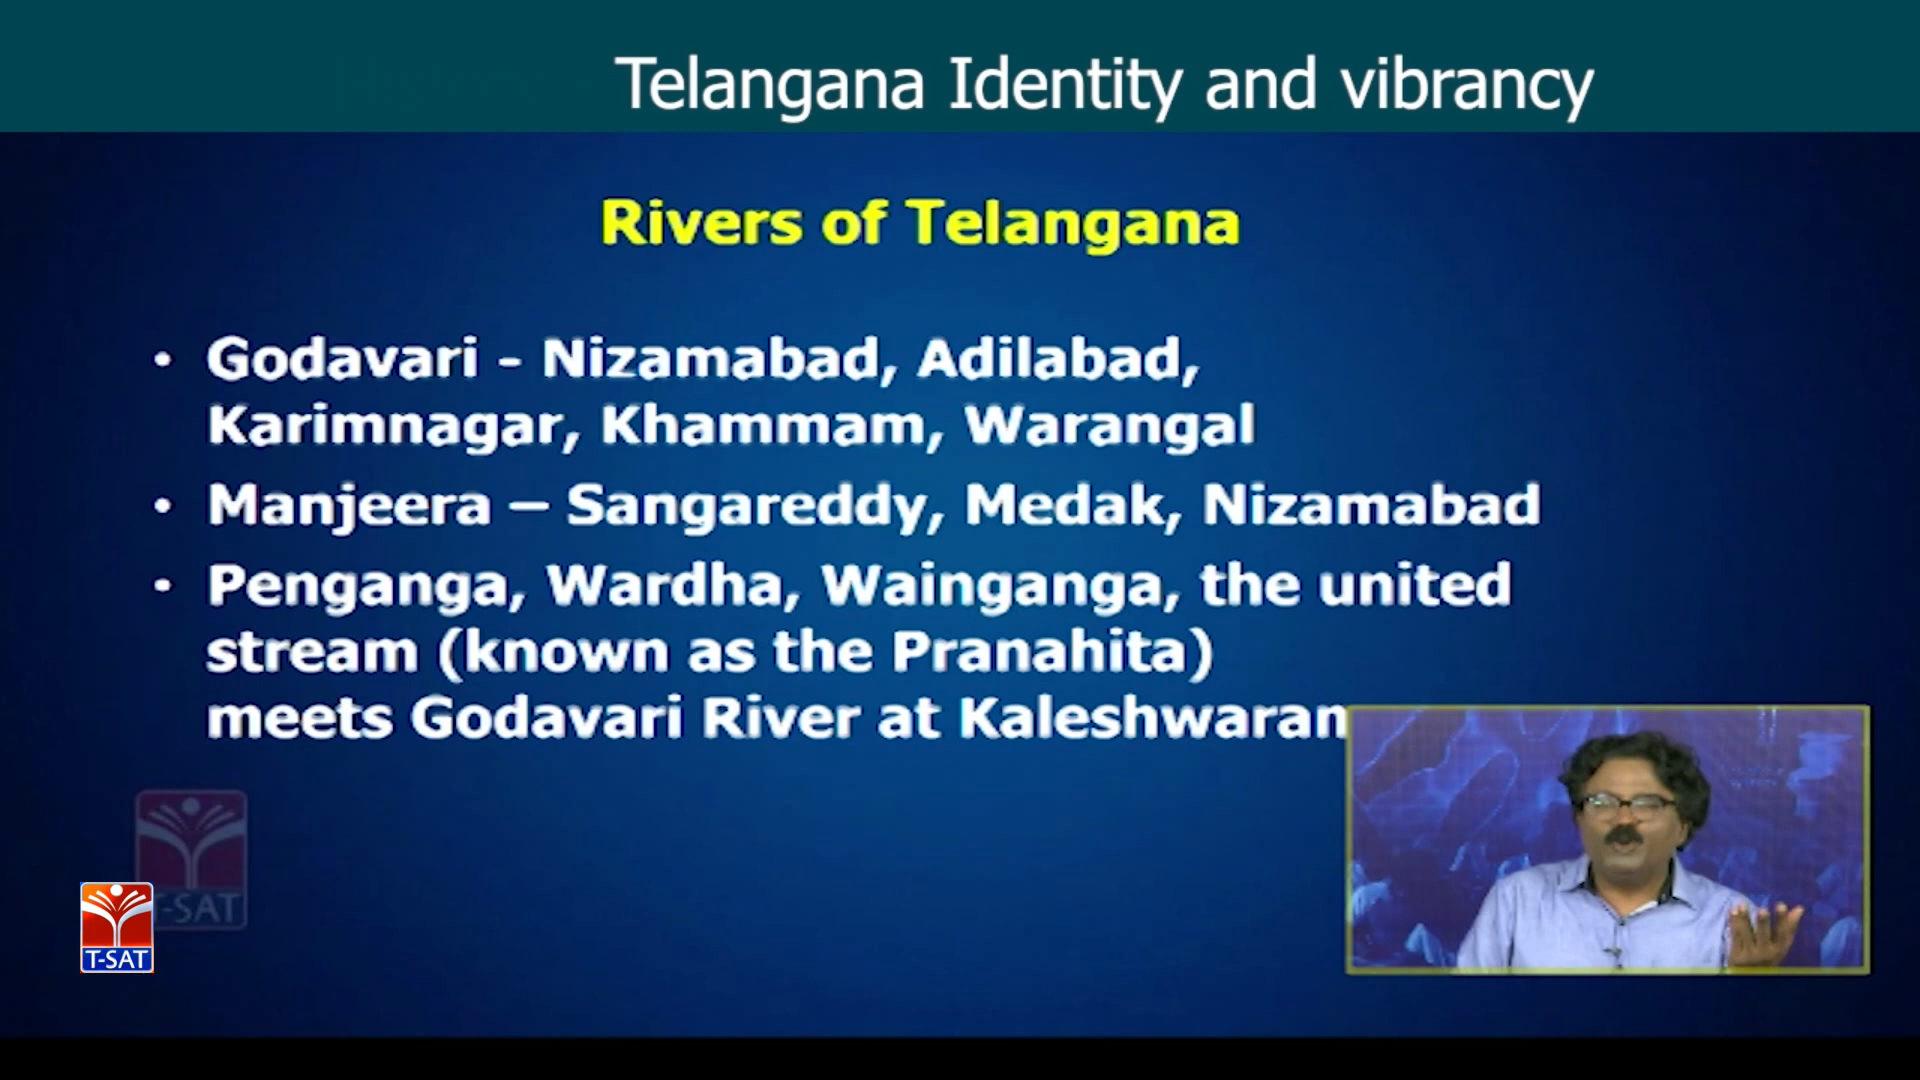 Telangana Identity and vibrancy
Rivers of Telangana
• Godavari - Nizamabad, Adilabad,
Karimnagar, Khammam, Warangal
• Manjeera – Sangareddy, Medak, Nizamabad
• Penganga, Wardha, Wainganga, the united
stream (known as the Pranahita)
meets Godavari River at Kaleshwaram
T-SAT
T-SAT